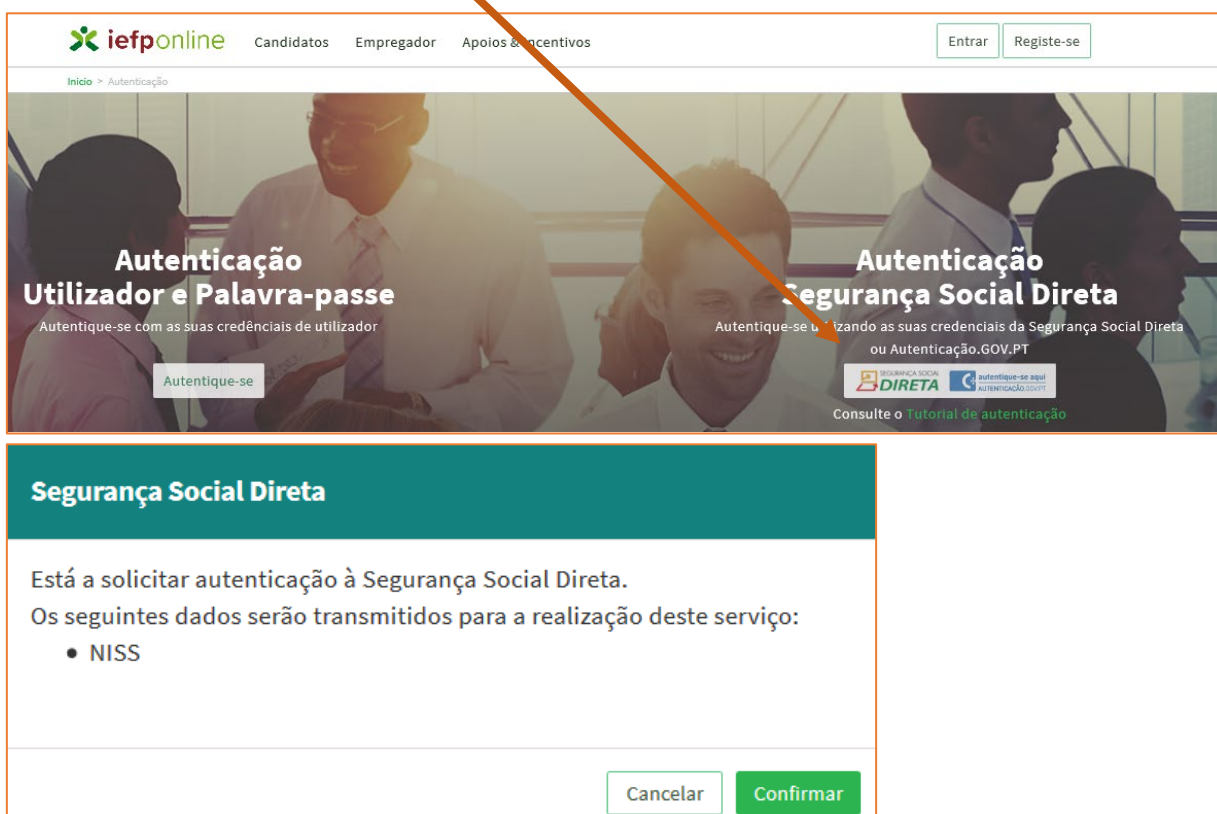 iefponline Candidatos Empregador Apoios & Incentivos Entrar Registe-se
Início > Autenticação
Autenticação
Utilizador e Palavra-passe
Autentique-se com as suas credênciais de utilizador
Autentique-se
Autenticação
Segurança Social Direta
Autentique-se utilizando as suas credenciais da Segurança Social Direta
ou Autenticação.GOV.PT
SEGURANÇA SOCIAL
DIRETA
autentique-se aqui
AUTENTICAÇÃO.GOV.PT
Consulte o Tutorial de autenticação
Segurança Social Direta
Está a solicitar autenticação à Segurança Social Direta.
Os seguintes dados serão transmitidos para a realização deste serviço:
• NISS
Cancelar Confirmar